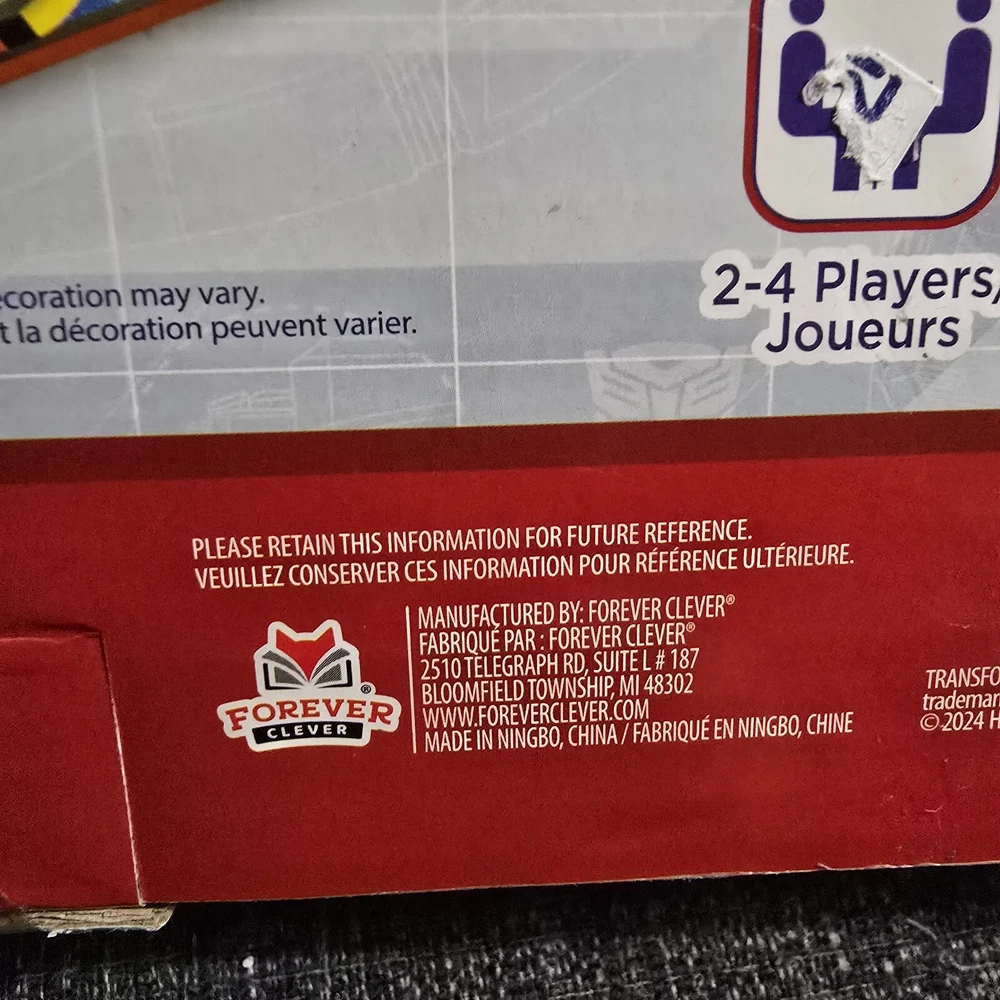 coration may vary.
t la décoration peuvent varier.
2-4 Players/
Joueurs
PLEASE RETAIN THIS INFORMATION FOR FUTURE REFERENCE.
VEUILLEZ CONSERVER CES INFORMATION POUR RÉFÉRENCE ULTÉRIEURE.
FOREVER®
CLEVER
MANUFACTURED BY: FOREVER CLEVER®
FABRIQUÉ PAR : FOREVER CLEVER®
2510 TELEGRAPH RD, SUITE L # 187
BLOOMFIELD TOWNSHIP, MI 48302
WWW.FOREVERCLEVER.COM
MADE IN NINGBO, CHINA / FABRIQUÉ EN NINGBO, CHINE
TRANSFO
tradema
© 2024 H